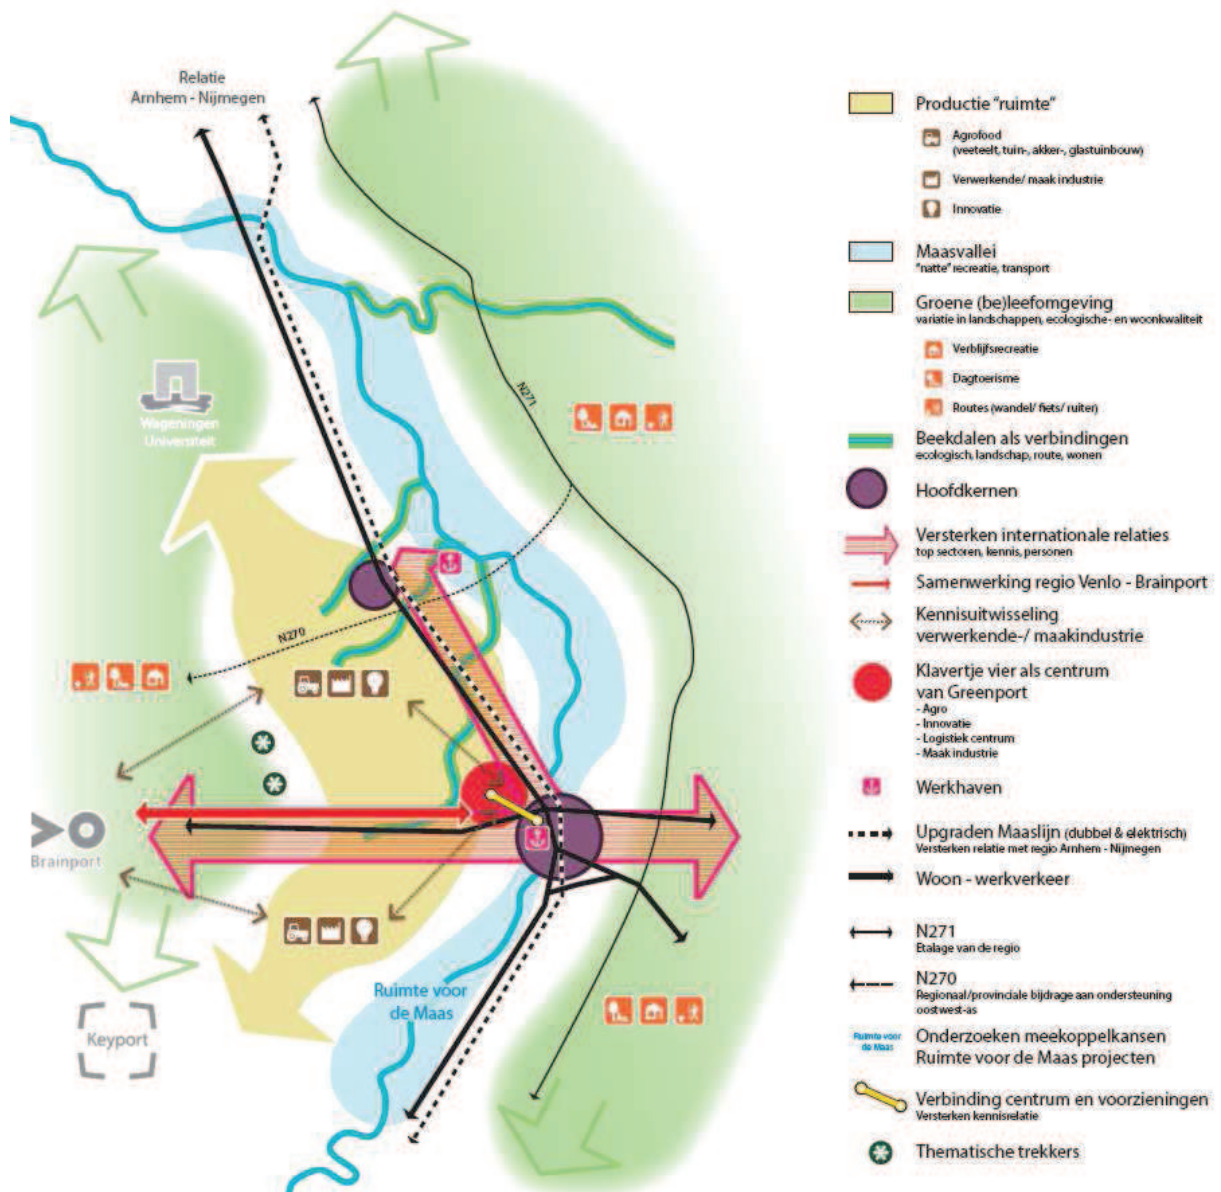 Relatie
Arnhem - Nijmegen
N271
Wageningen
Universiteit
N270
Brainport
Ruimte voor
de Maas
Keyport
Productie "ruimte"
Agrofood
(veeteelt, tuin-, akker-, glastuinbouw)
Verwerkende/ maak industrie
Innovatie
Maasvallei
"natte" recreatie, transport
Groene (be)leefomgeving
variatie in landschappen, ecologische- en woonkwaliteit
Verblijfsrecreatie
Dagtoerisme
Routes (wandel/ fiets/ ruiter)
Beekdalen als verbindingen
ecologisch, landschap, route, wonen
Hoofdkernen
Versterken internationale relaties
top sectoren, kennis, personen
Samenwerking regio Venlo - Brainport
Kennisuitwisseling
verwerkende-/ maakindustrie
Klavertje vier als centrum
van Greenport
- Agro
- Innovatie
- Logistiek centrum
- Maak industrie
Werkhaven
Upgraden Maaslijn (dubbel & elektrisch)
Versterken relatie met regio Arnhem - Nijmegen
Woon - werkverkeer
N271
Etalage van de regio
N270
Regionaal/provinciale bijdrage aan ondersteuning
oostwest-as
Ruimte voor
de Maas
Onderzoeken meekoppelkansen
Ruimte voor de Maas projecten
Verbinding centrum en voorzieningen
Versterken kennisrelatie
Thematische trekkers